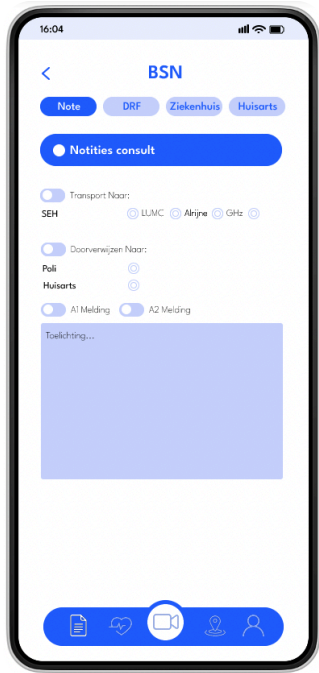 16:04
BSN
Note DRF Ziekenhuis Huisarts
Notities consult
Transport Naar:
SEH LUMC Alrijne GHz
Doorverwijzen Naar:
Poli
Huisarts
A1 Melding A2 Melding
Toelichting...